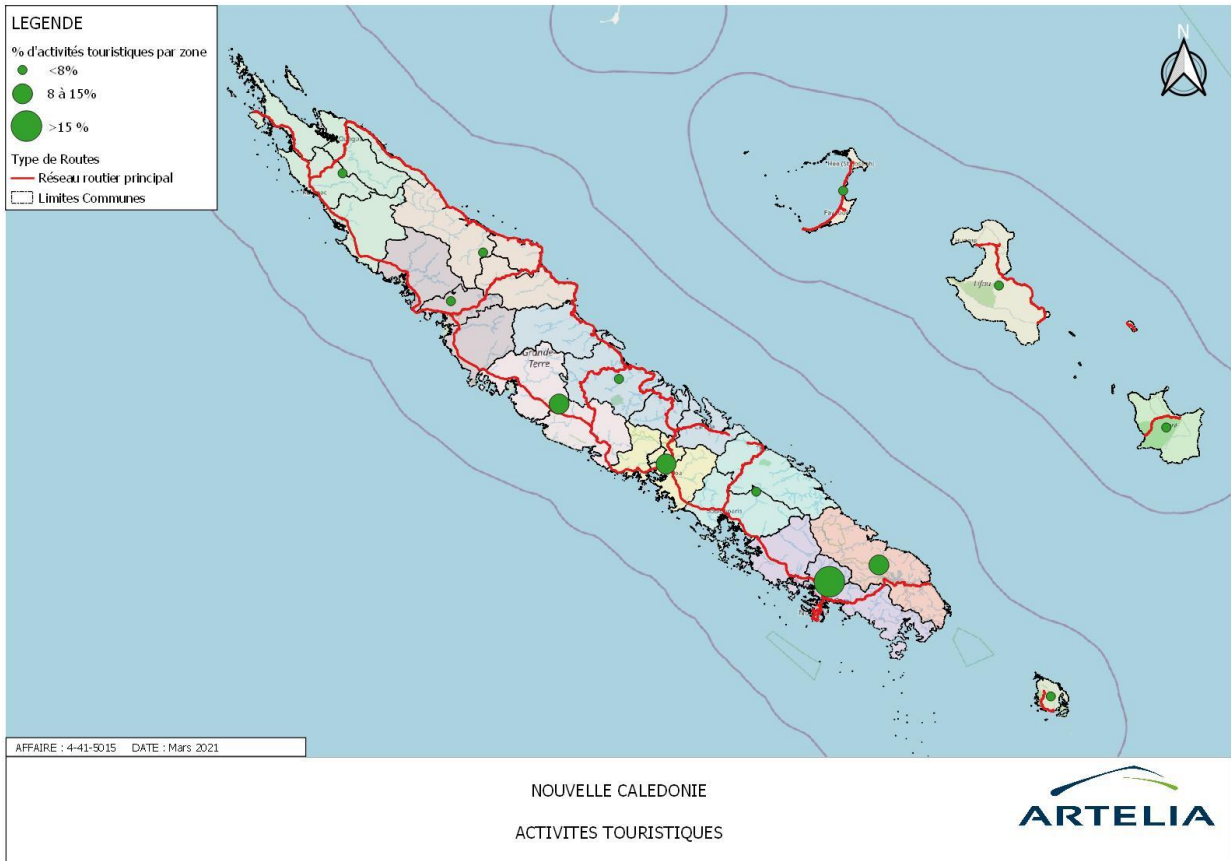 LEGENDE
% d'activités touristiques par zone
<8%
8 à 15%
>15 %
Type de Routes
Réseau routier principal
Limites Communes
N
Grande
Terre
Lifou
AFFAIRE : 4-41-5015 DATE : Mars 2021
NOUVELLE CALEDONIE
ACTIVITES TOURISTIQUES
ARTELIA